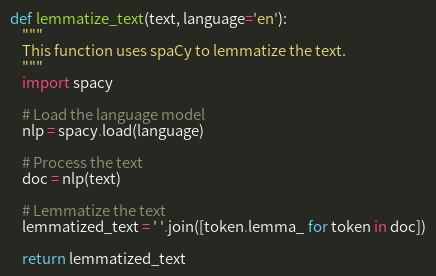 def lemmatize_text(text, language='en'):
    """
    This function uses spaCy to lemmatize the text.
    """
    import spacy

    # Load the language model
    nlp = spacy.load(language)

    # Process the text
    doc = nlp(text)

    # Lemmatize the text
    lemmatized_text = ' '.join([token.lemma_ for token in doc])

    return lemmatized_text